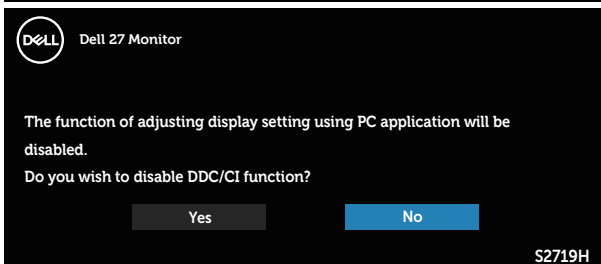 DELL
Dell 27 Monitor
The function of adjusting display setting using PC application will be
disabled.
Do you wish to disable DDC/CI function?
Yes
No
S2719H